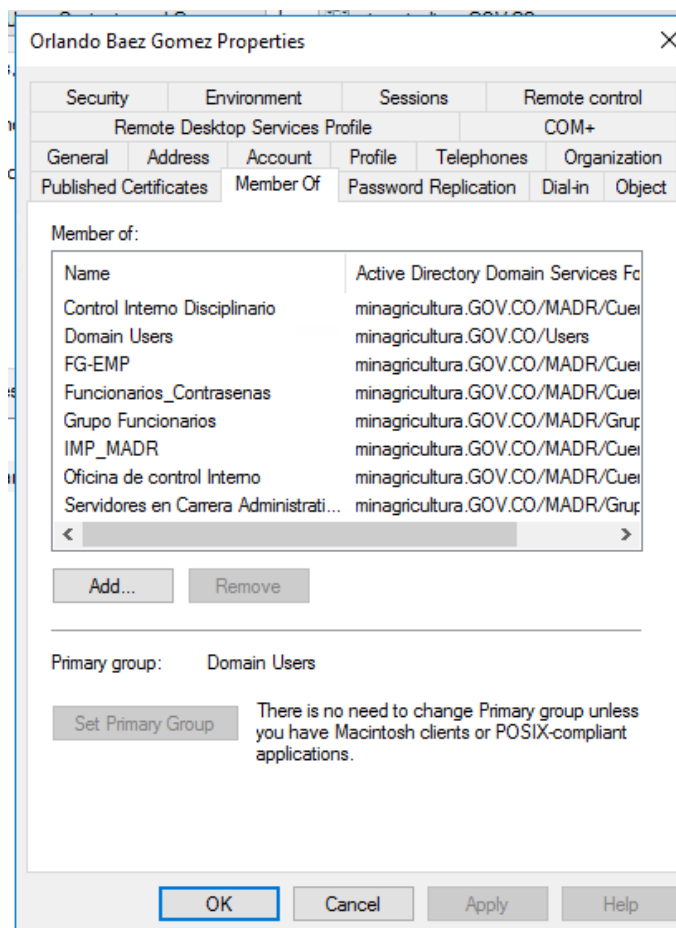 Orlando Baez Gomez Properties
Security Environment Sessions Remote control
Remote Desktop Services Profile COM+
General Address Account Profile Telephones Organization
Published Certificates Member Of Password Replication Dial-in Object
Member of:
Name Active Directory Domain Services Fo
Control Interno Disciplinario minagricultura.GOV.CO/MADR/Cuer
Domain Users minagricultura.GOV.CO/Users
FG-EMP minagricultura.GOV.CO/MADR/Cuer
Funcionarios_Contrasenas minagricultura.GOV.CO/MADR/Cuer
Grupo Funcionarios minagricultura.GOV.CO/MADR/Grup
IMP_MADR minagricultura.GOV.CO/MADR/Cuer
Oficina de control Interno minagricultura.GOV.CO/MADR/Cuer
Servidores en Carrera Administrati... minagricultura.GOV.CO/MADR/Grup
Add... Remove
Primary group: Domain Users
Set Primary Group
There is no need to change Primary group unless
you have Macintosh clients or POSIX-compliant
applications.
OK Cancel Apply Help